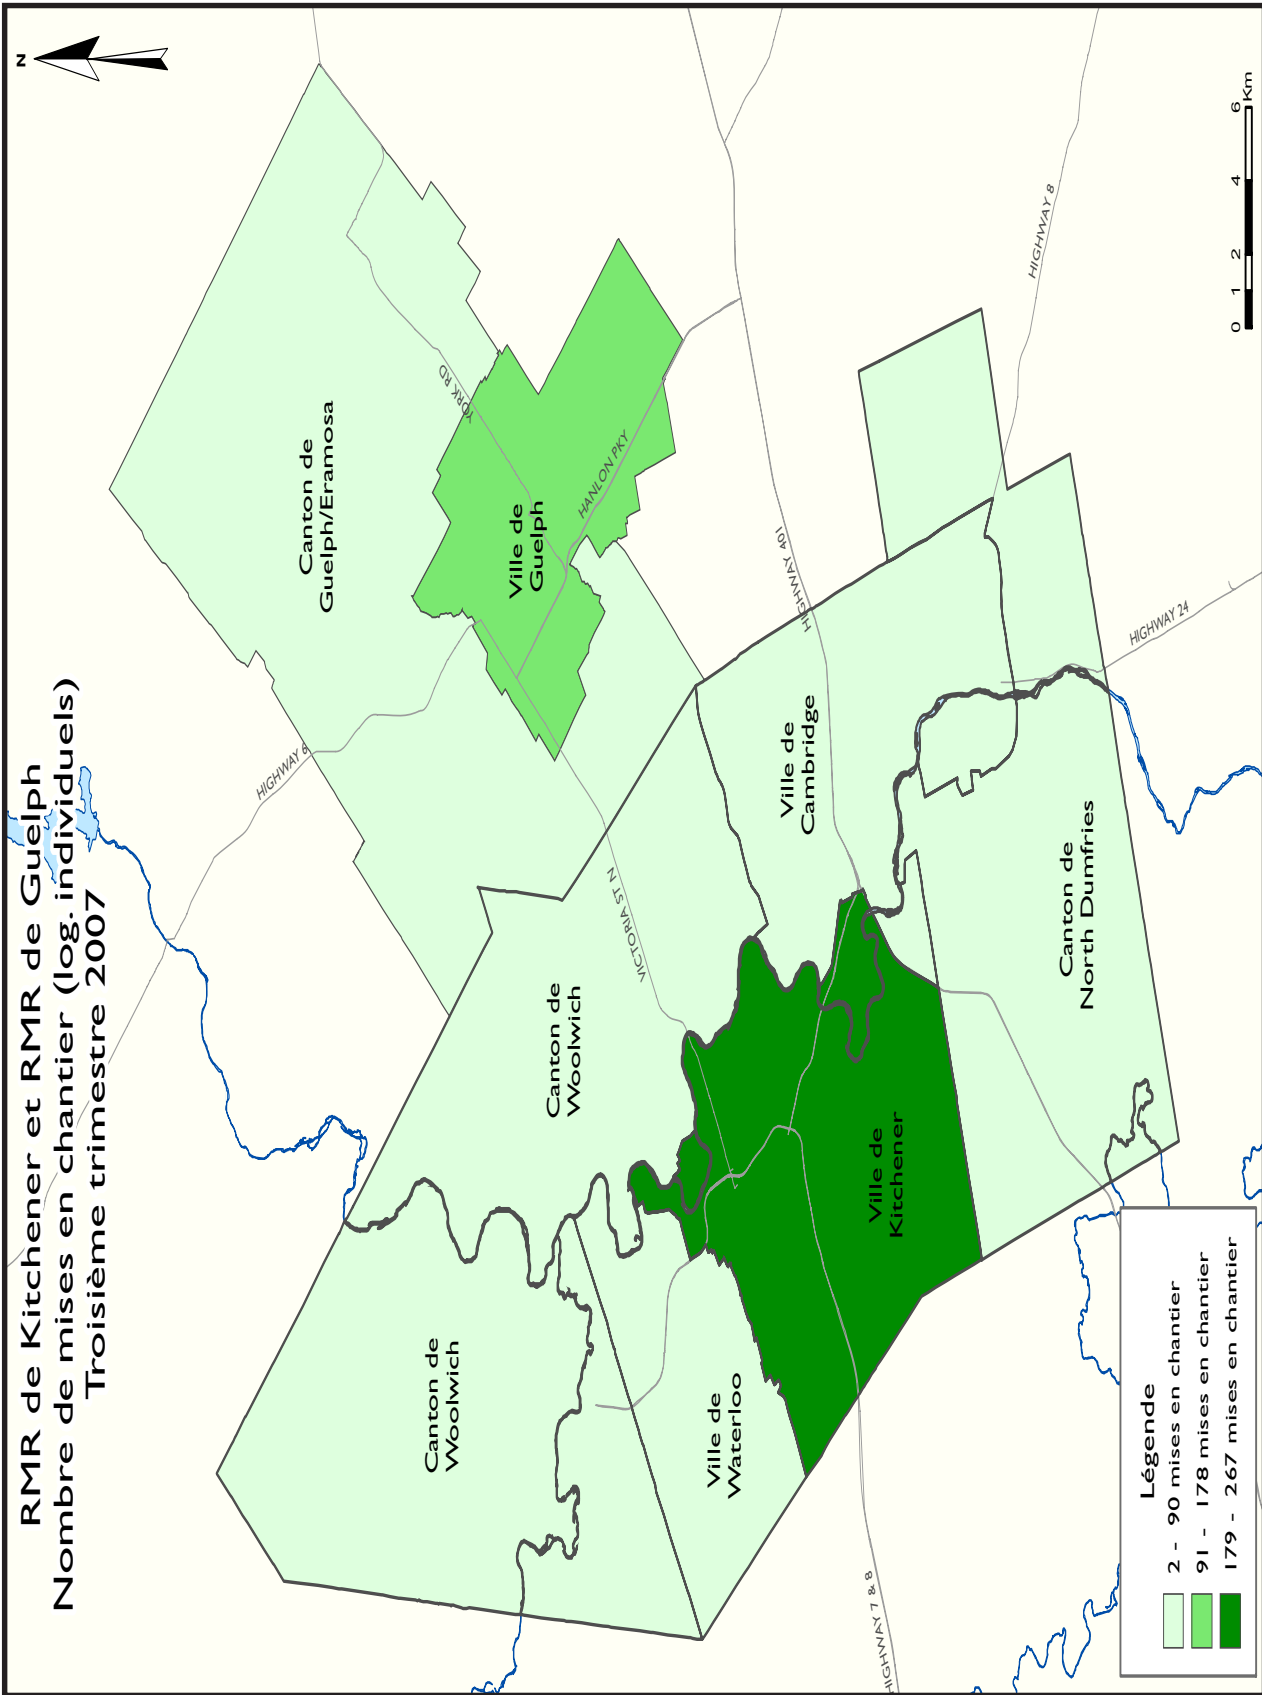 RMR de Kitchener et RMR de Guelph
Nombre de mises en chantier (log. individuels)
Troisième trimestre 2007
N
Canton de
Guelph/Eramosa
YORK RD
Ville de
Guelph
HANLON PKY
HIGHWAY 6
HIGHWAY 401
HIGHWAY 8
HIGHWAY 24
VICTORIA ST N
Canton de
Woolwich
Canton de
Woolwich
Ville de
Cambridge
Ville de
Waterloo
Ville de
Kitchener
Canton de
North Dumfries
HIGHWAY 7 & 8
Légende
2 - 90 mises en chantier
91 - 178 mises en chantier
179 - 267 mises en chantier
0 1 2 4 6
Km